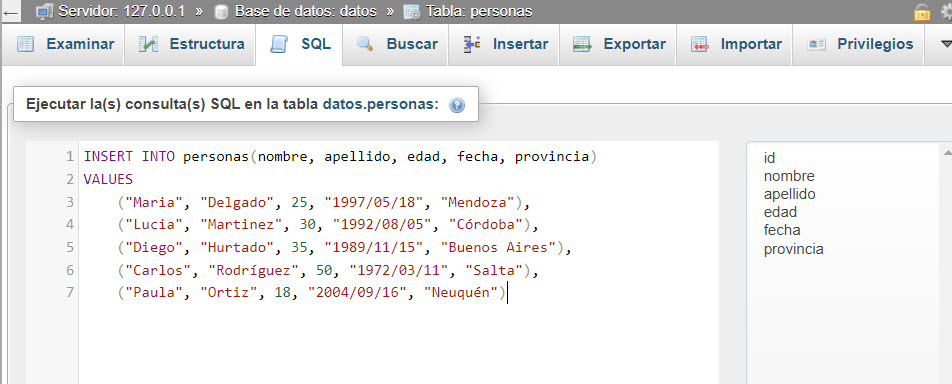 Servidor: 127.0.0.1 » Base de datos: datos » Tabla: personas
Examinar Estructura SQL Buscar Insertar Exportar Importar Privilegios
Ejecutar la(s) consulta(s) SQL en la tabla datos.personas:
1 INSERT INTO personas(nombre, apellido, edad, fecha, provincia)
2 VALUES
3 ("Maria", "Delgado", 25, "1997/05/18", "Mendoza"),
4 ("Lucia", "Martinez", 30, "1992/08/05", "Córdoba"),
5 ("Diego", "Hurtado", 35, "1989/11/15", "Buenos Aires"),
6 ("Carlos", "Rodríguez", 50, "1972/03/11", "Salta"),
7 ("Paula", "Ortiz", 18, "2004/09/16", "Neuquén")
id
nombre
apellido
edad
fecha
provincia